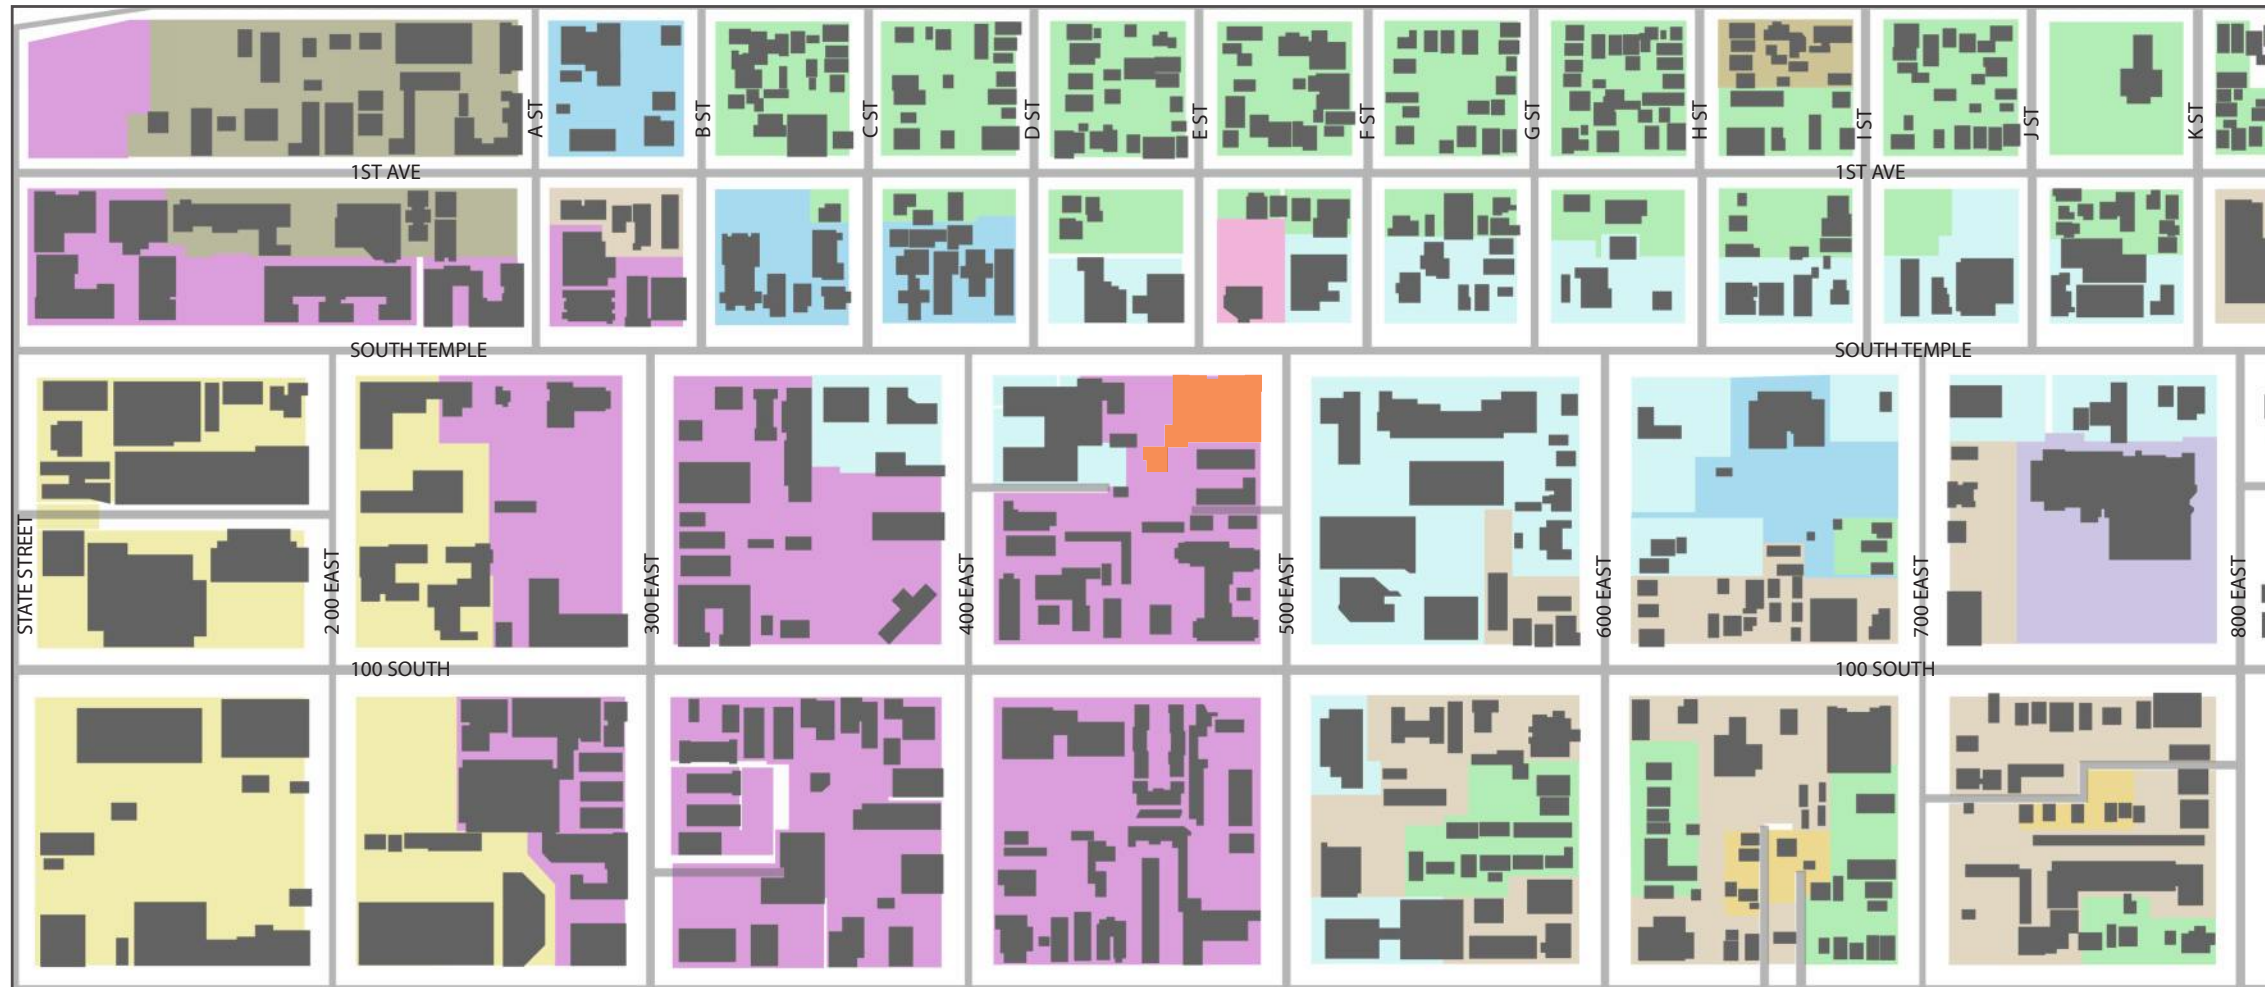 A ST
B ST
C ST
D ST
E ST
F ST
G ST
H ST
I ST
J ST
K ST
1ST AVE
1ST AVE
SOUTH TEMPLE
SOUTH TEMPLE
STATE STREET
2 00 EAST
300 EAST
400 EAST
500 EAST
600 EAST
700 EAST
800 EAST
100 SOUTH
100 SOUTH